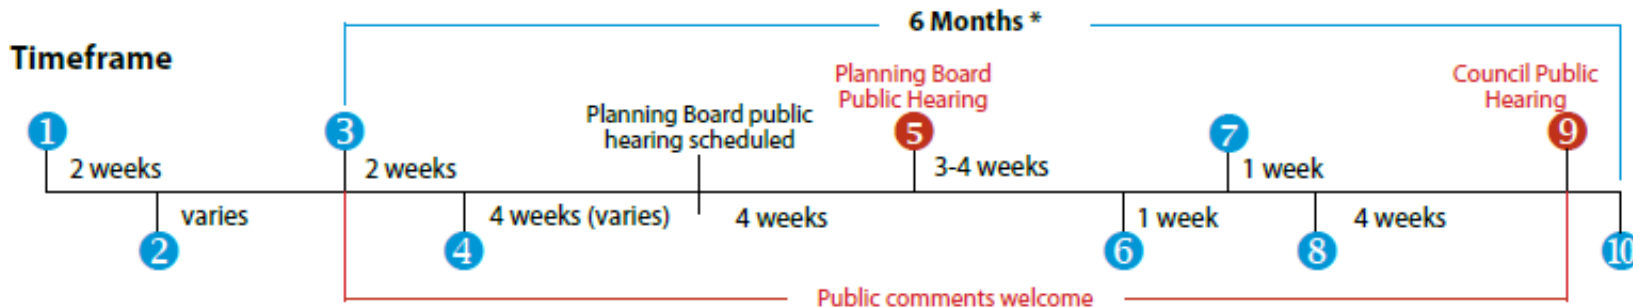 6 Months *
Timeframe
Planning Board
Public Hearing
Council Public
Hearing
Planning Board public
hearing scheduled
1
3
5
7
9
2 weeks
2 weeks
3-4 weeks
1 week
varies
4 weeks (varies)
4 weeks
1 week
4 weeks
2
4
6
8
10
Public comments welcome